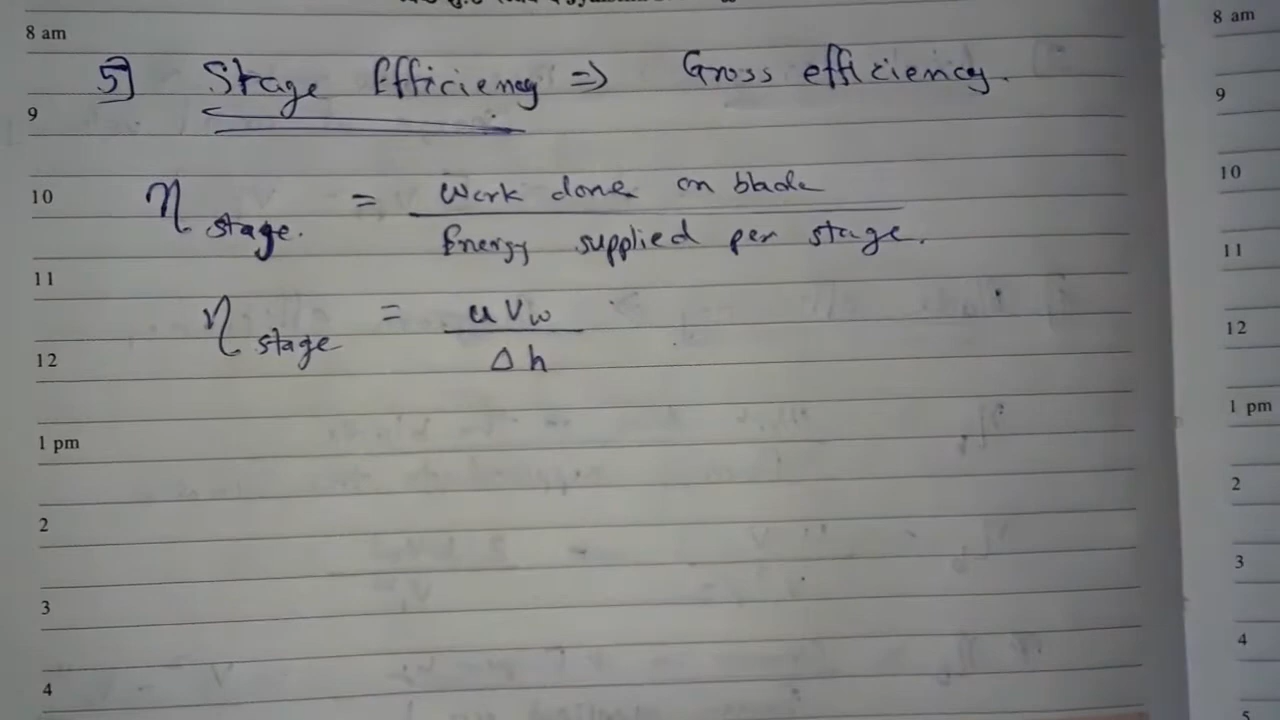 8 am
5] Stage Efficiency ⇒ Gross efficiency.
9
10
η stage. = Work done on blade / Energy supplied per stage.
11
η stage = u Vw / Δh
12
1 pm
2
3
4
8 am
9
10
11
12
1 pm
2
3
4
5